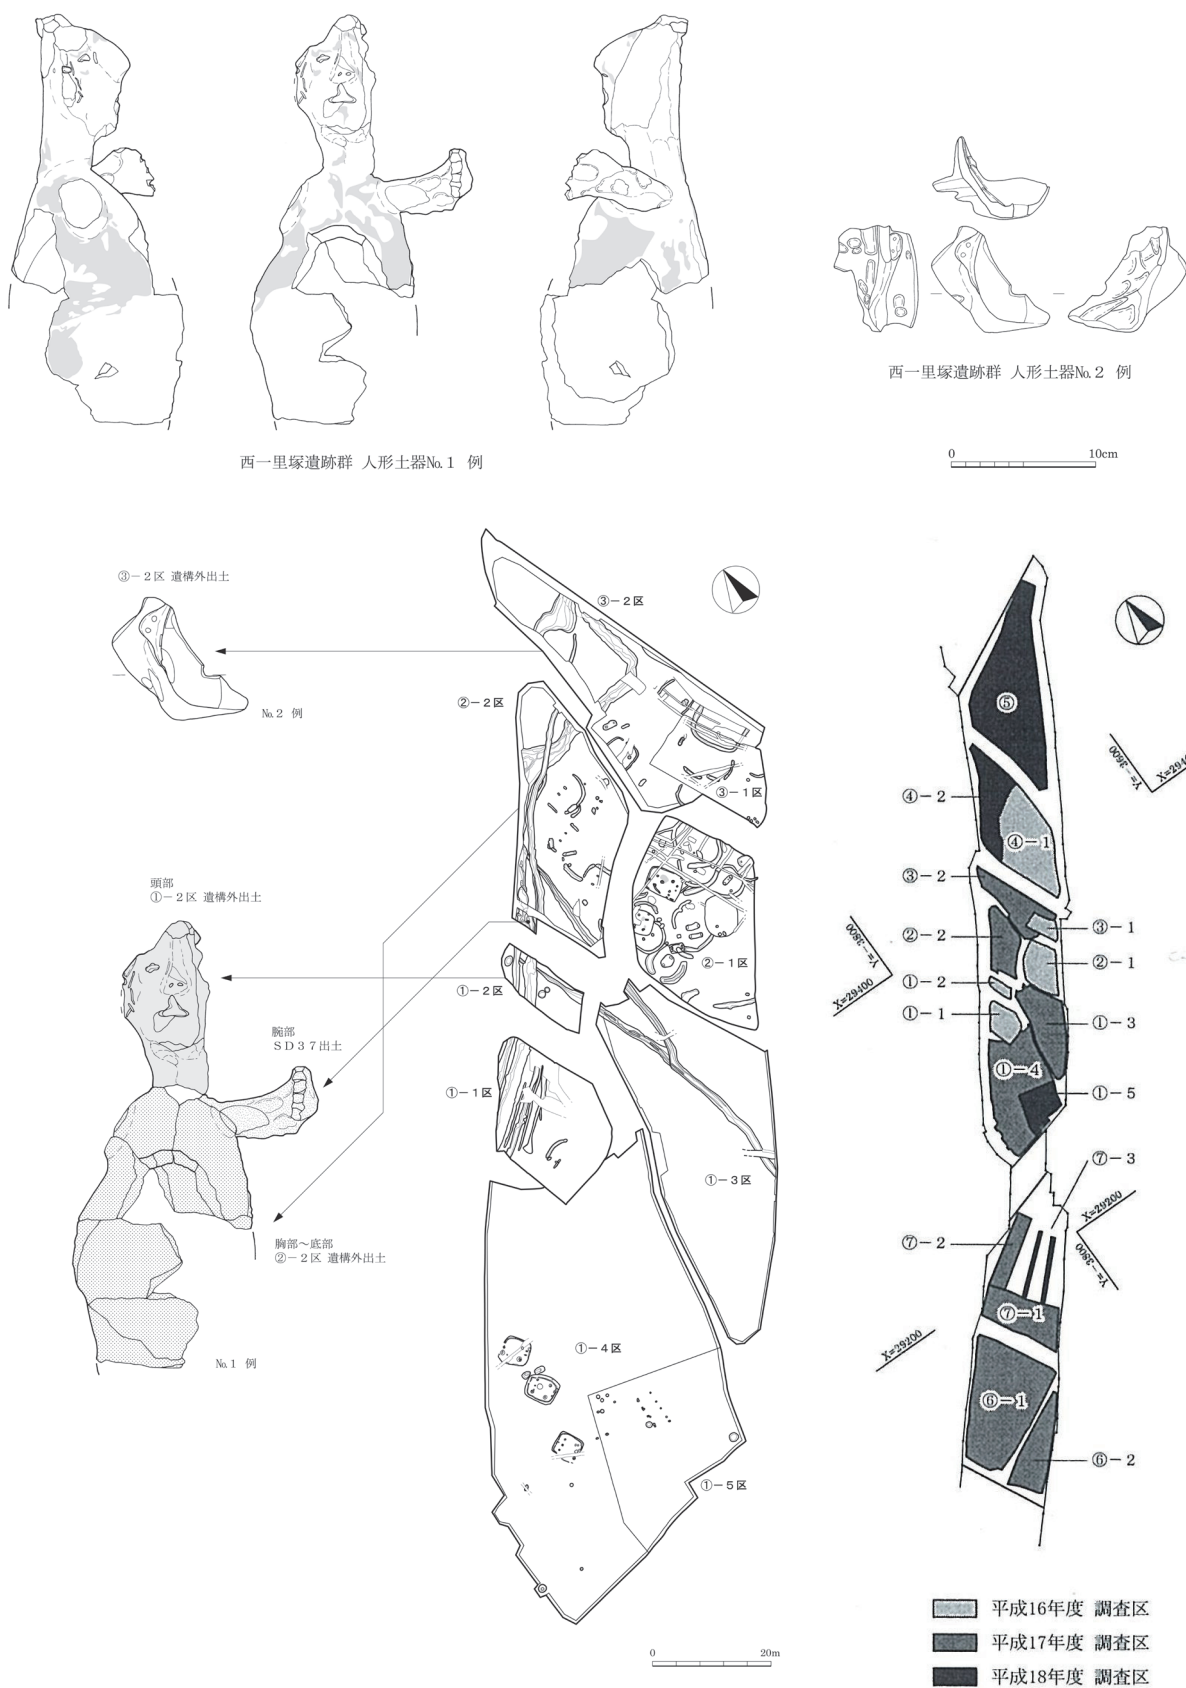 西一里塚遺跡群 人形土器No.1 例
西一里塚遺跡群 人形土器No.2 例
0 10cm
③-2区 遺構外出土
No.2 例
頭部
①-2区 遺構外出土
腕部
SD37出土
胸部～底部
②-2区 遺構外出土
No.1 例
③-2区
②-2区
③-1区
②-1区
①-2区
①-1区
①-3区
①-4区
①-5区
0 20m
⑤
④-2
④-1
③-2
③-1
②-2
②-1
①-2
①-1
①-3
①-4
①-5
⑦-3
⑦-2
⑦-1
⑥-1
⑥-2
Y=-3600
Y=-3800
X=29400
X=29200
Y=-3800
X=29200
平成16年度 調査区
平成17年度 調査区
平成18年度 調査区